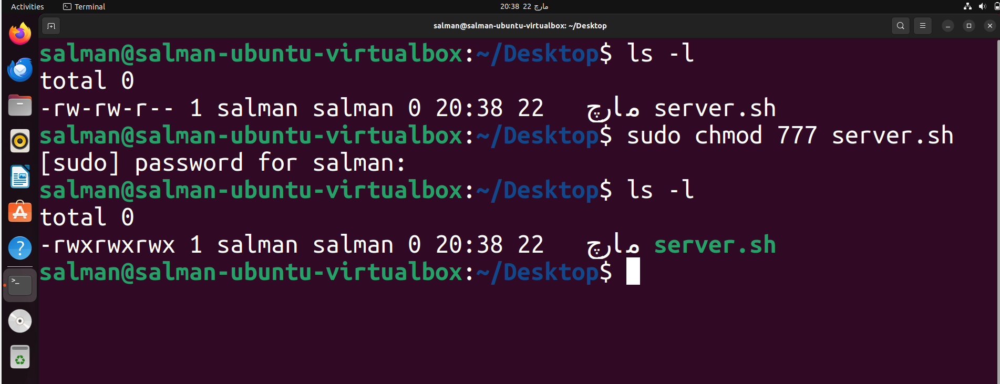 Activities Terminal 20:38 22 مارچ
salman@salman-ubuntu-virtualbox: ~/Desktop
salman@salman-ubuntu-virtualbox:~/Desktop$ ls -l
total 0
-rw-rw-r-- 1 salman salman 0 20:38 22 مارچ server.sh
salman@salman-ubuntu-virtualbox:~/Desktop$ sudo chmod 777 server.sh
[sudo] password for salman:
salman@salman-ubuntu-virtualbox:~/Desktop$ ls -l
total 0
-rwxrwxrwx 1 salman salman 0 20:38 22 مارچ server.sh
salman@salman-ubuntu-virtualbox:~/Desktop$